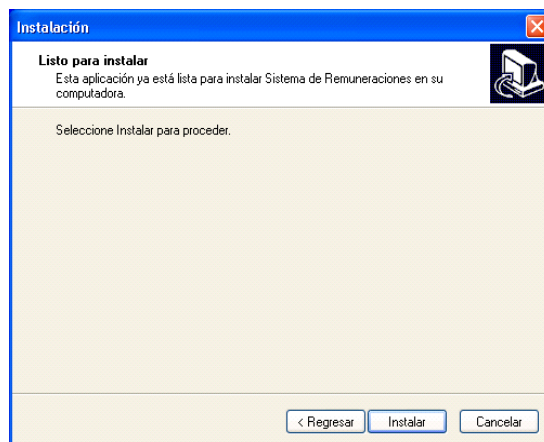 Instalación
Listo para instalar
Esta aplicación ya está lista para instalar Sistema de Remuneraciones en su
computadora.
Seleccione Instalar para proceder.
< Regresar Instalar Cancelar